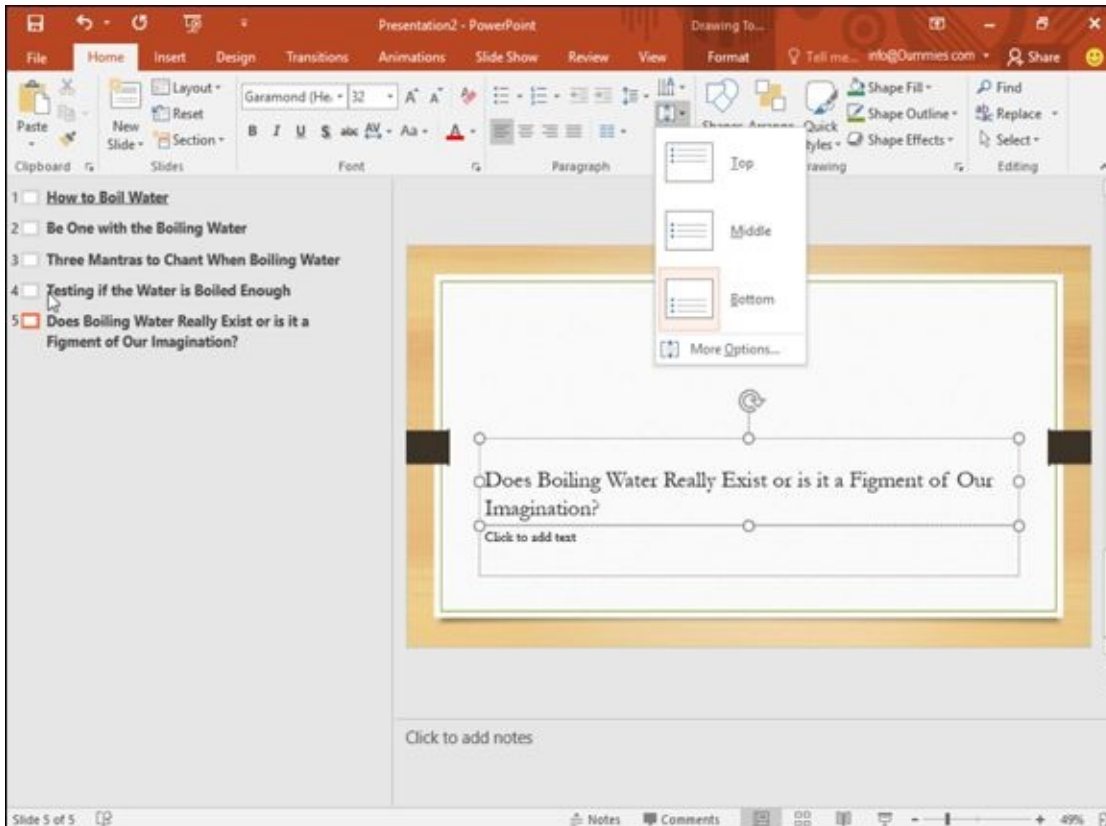 Presentation2 - PowerPoint
Drawing To...
File Home Insert Design Transitions Animations Slide Show Review View Format Tell me... info@Dummies.com Share
Paste
Clipboard
New Slide
Layout
Reset
Section
Slides
Garamond (He. 32
B I U S abc AV Aa A
Font
Paragraph
Quick
Shape Fill
Shape Outline
Shape Effects
Find
Replace
Select
Editing
Top
Middle
Bottom
More Options...
1 How to Boil Water
2 Be One with the Boiling Water
3 Three Mantras to Chant When Boiling Water
4 Testing if the Water is Boiled Enough
5 Does Boiling Water Really Exist or is it a
Figment of Our Imagination?
Does Boiling Water Really Exist or is it a Figment of Our
Imagination?
Click to add text
Click to add notes
Slide 5 of 5
Notes Comments 49%